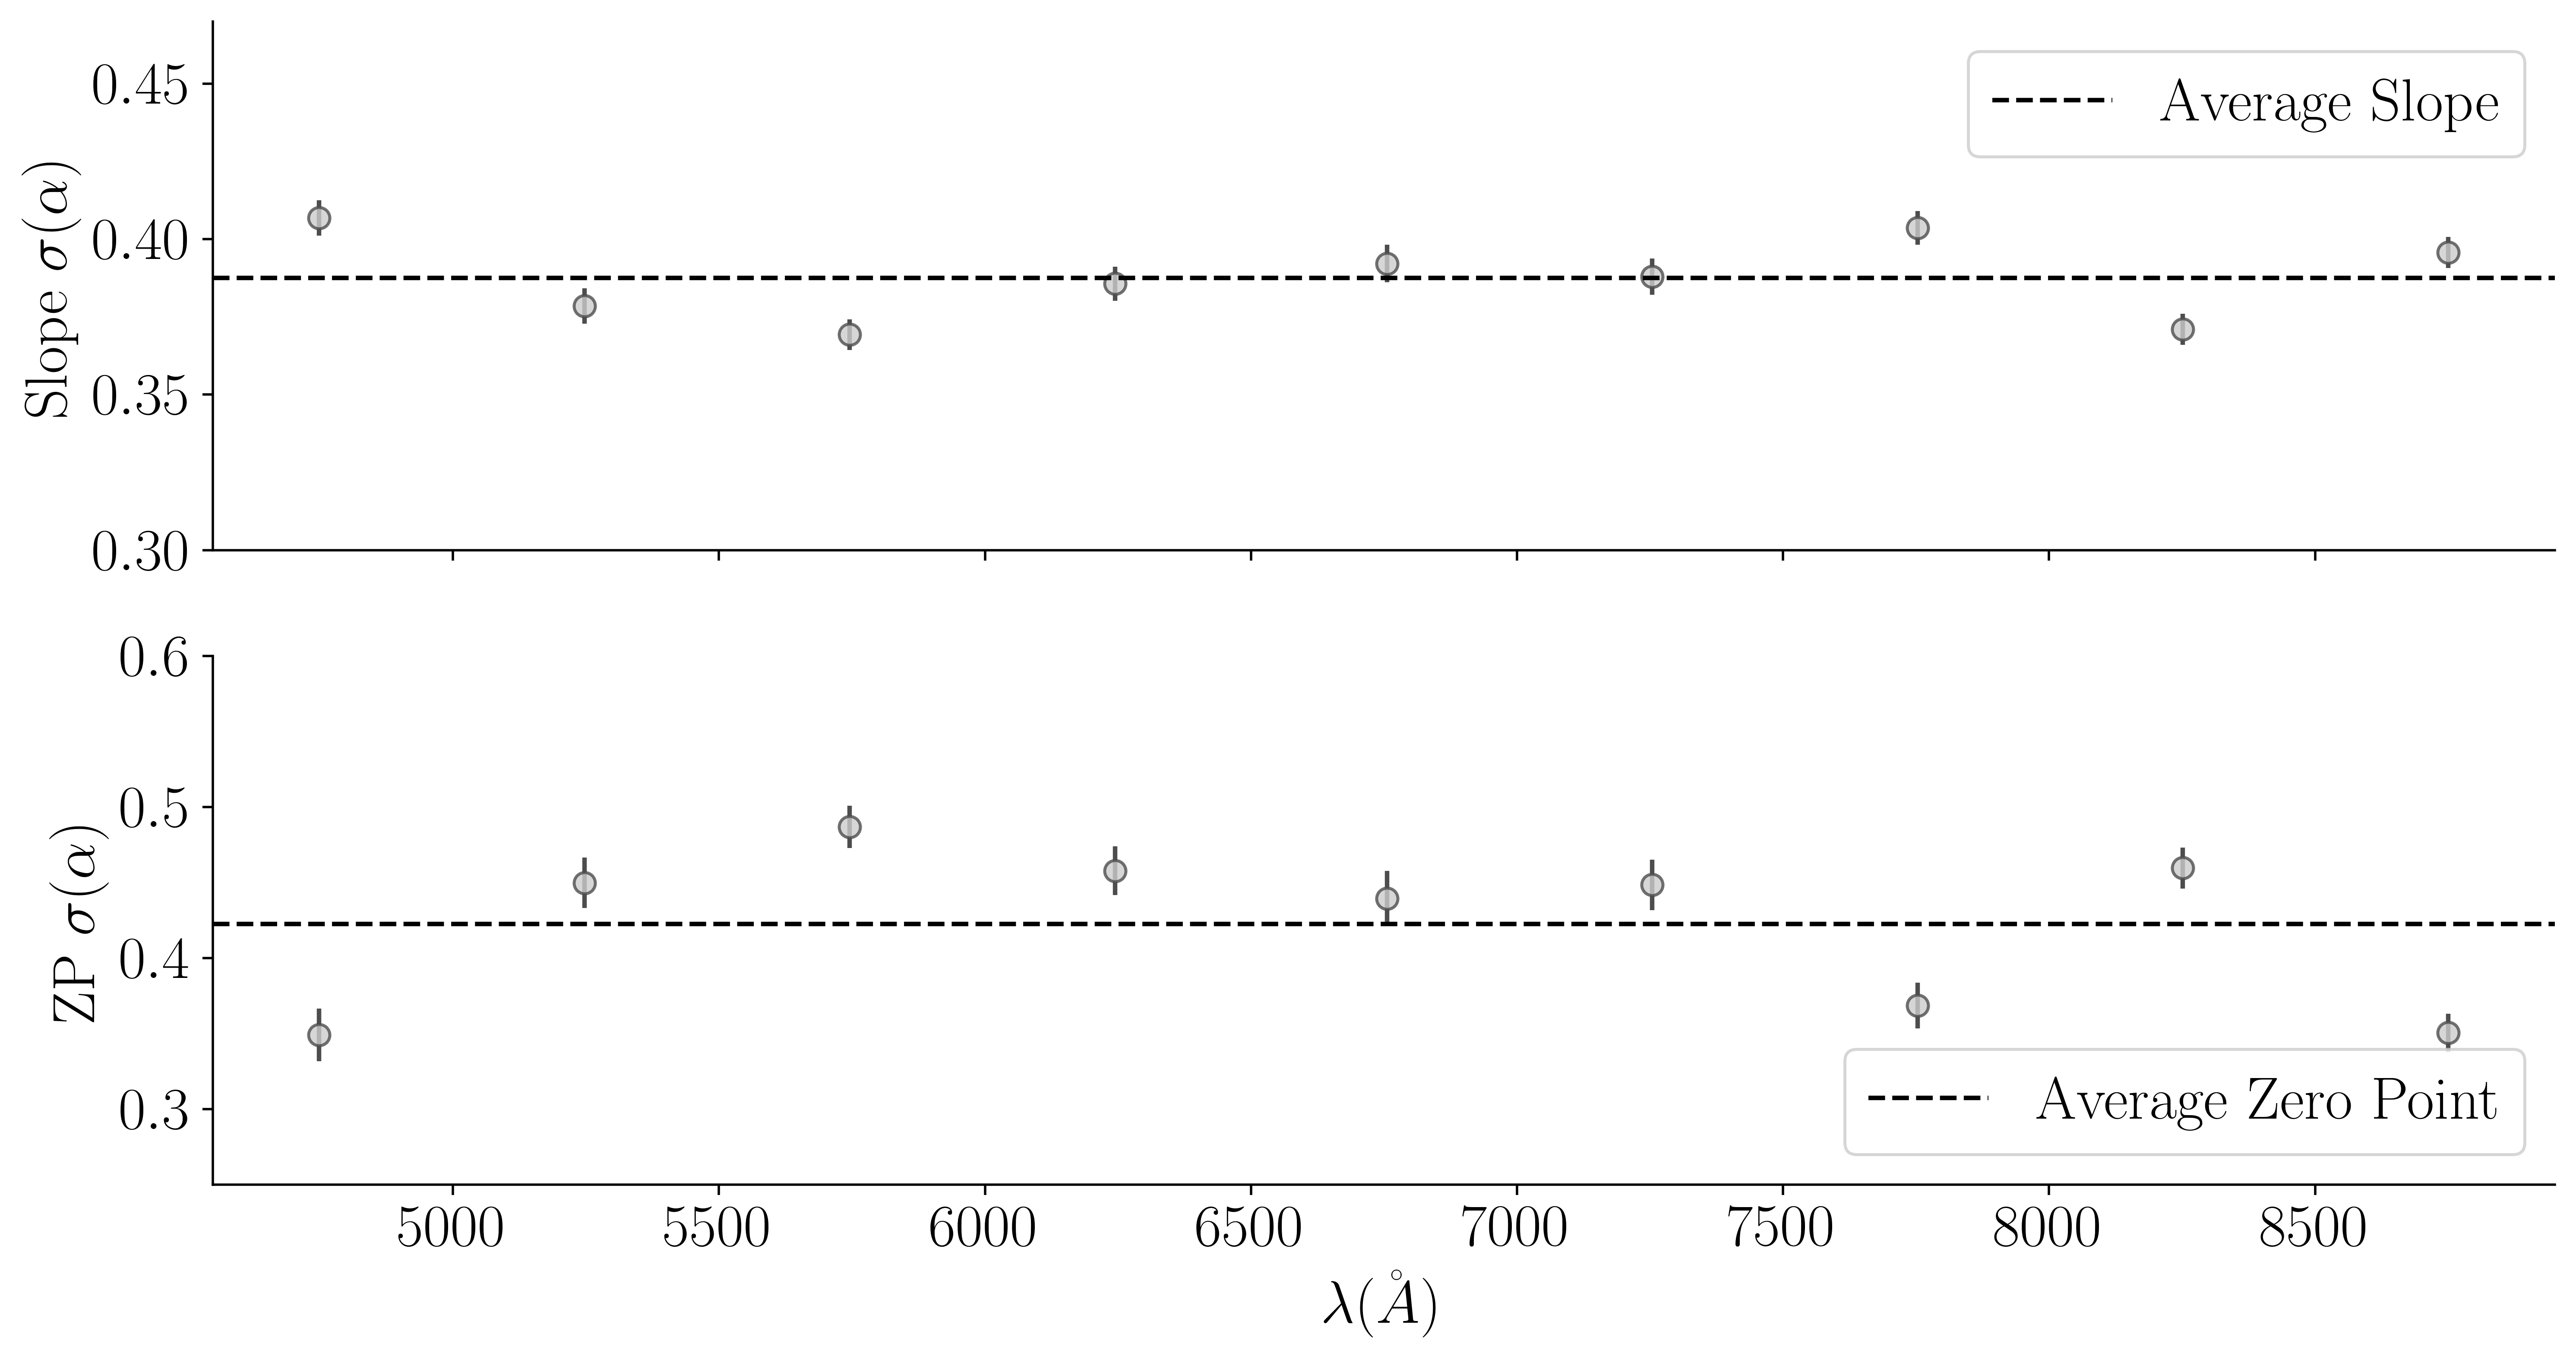 Slope σ(α)
0.45
0.40
0.35
0.30
Average Slope
ZP σ(α)
0.6
0.5
0.4
0.3
Average Zero Point
5000 5500 6000 6500 7000 7500 8000 8500
λ(Å)